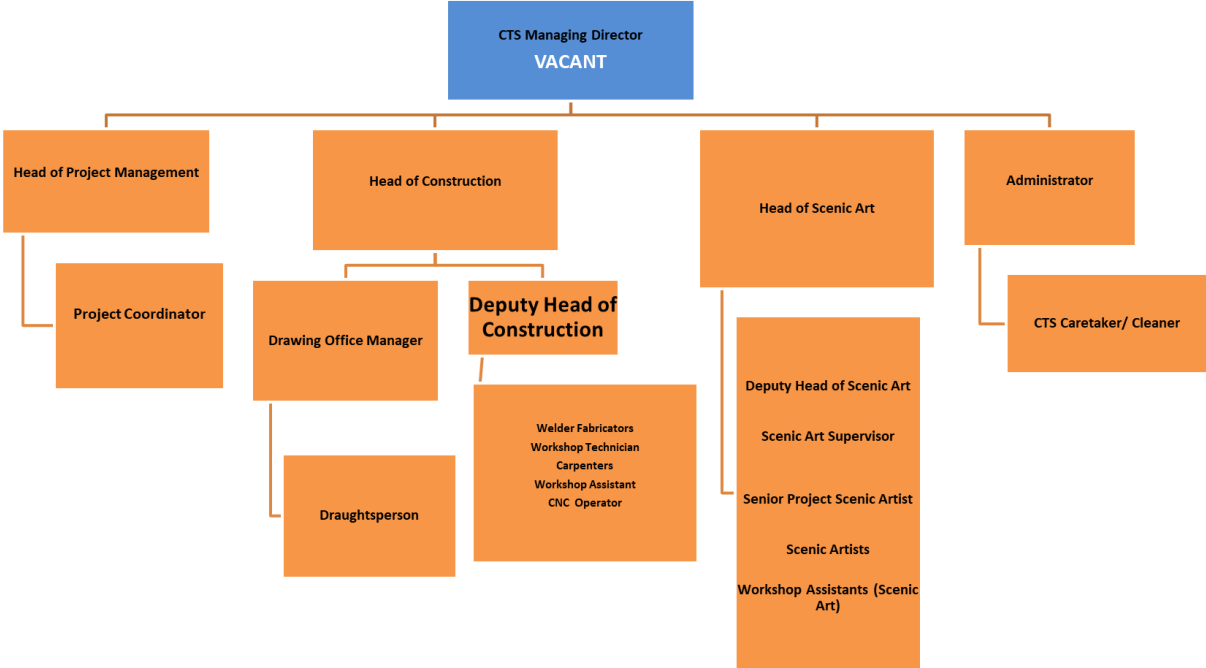 CTS Managing Director
VACANT
Head of Project Management
Head of Construction
Head of Scenic Art
Administrator
Project Coordinator
Drawing Office Manager
Deputy Head of
Construction
CTS Caretaker/ Cleaner
Welder Fabricators
Workshop Technician
Carpenters
Workshop Assistant
CNC Operator
Draughtsperson
Deputy Head of Scenic Art
Scenic Art Supervisor
Senior Project Scenic Artist
Scenic Artists
Workshop Assistants (Scenic
Art)